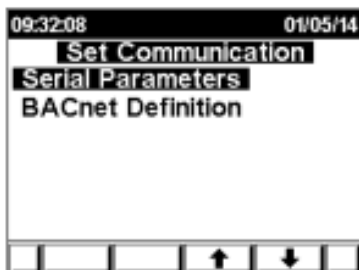 09:32:08 01/05/14
Set Communication
Serial Parameters
BACnet Definition